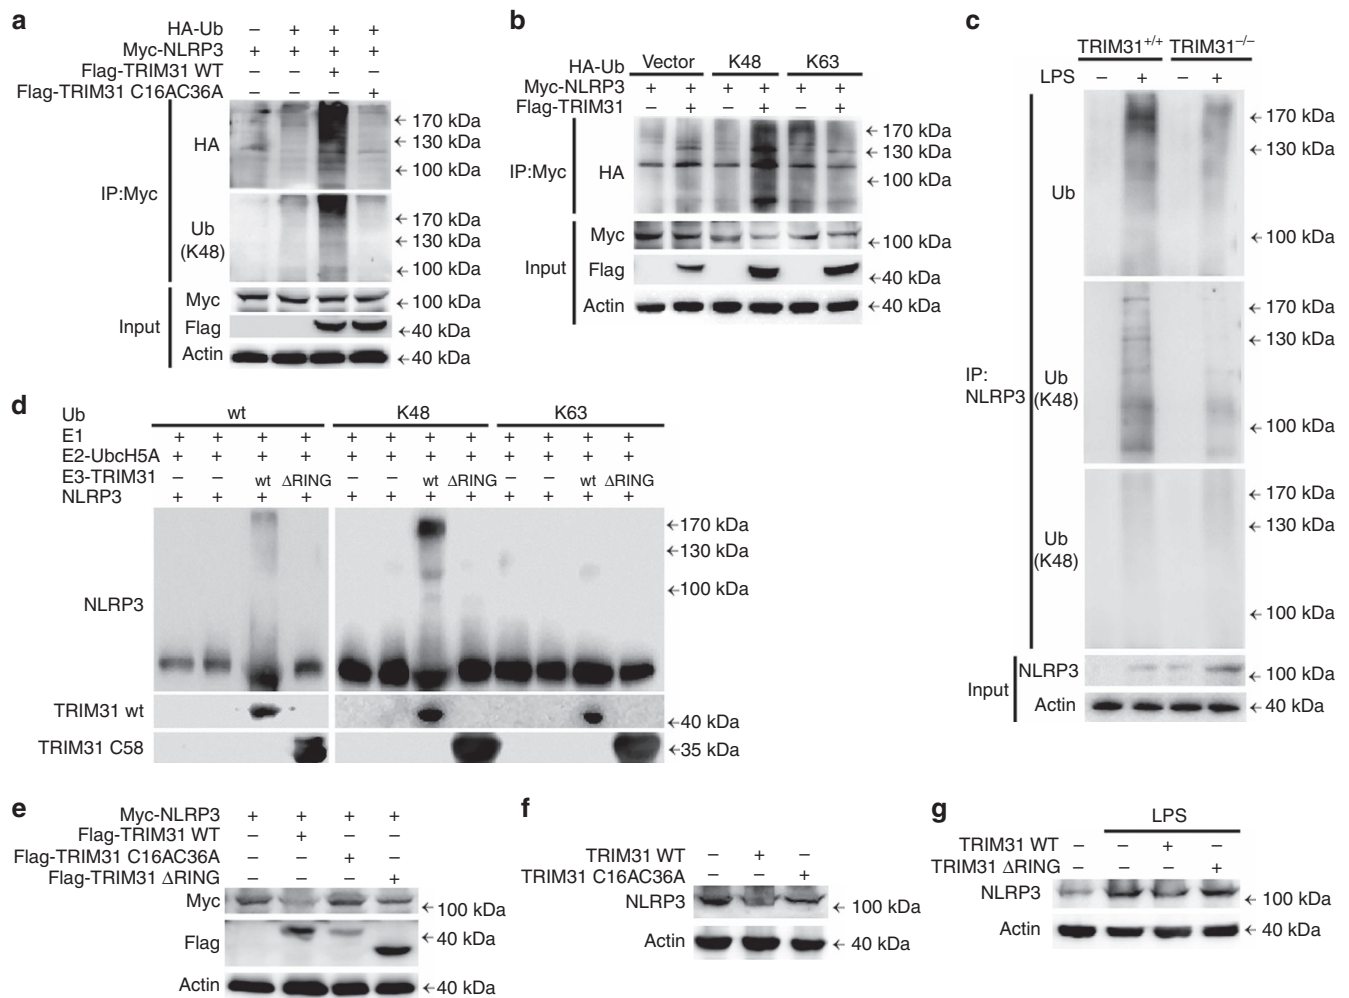 a
HA-Ub – + + +
Myc-NLRP3 + + + +
Flag-TRIM31 WT – – + –
Flag-TRIM31 C16AC36A – – – +
IP:Myc
HA
←170 kDa
←130 kDa
←100 kDa
Ub
(K48)
←170 kDa
←130 kDa
←100 kDa
Input
Myc ←100 kDa
Flag ←40 kDa
Actin ←40 kDa
b
HA-Ub Vector K48 K63
Myc-NLRP3 + + + + + +
Flag-TRIM31 – + – + – +
IP:Myc
HA
←170 kDa
←130 kDa
←100 kDa
Input
Myc ←100 kDa
Flag ←40 kDa
Actin ←40 kDa
c
TRIM31+/+ TRIM31–/–
LPS – + – +
IP:
NLRP3
Ub
←170 kDa
←130 kDa
←100 kDa
Ub
(K48)
←170 kDa
←130 kDa
←100 kDa
Ub
(K48)
←170 kDa
←130 kDa
←100 kDa
Input
NLRP3 ←100 kDa
Actin ←40 kDa
d
Ub wt K48 K63
E1 + + + + + + + + + + + +
E2-UbcH5A + + + + + + + + + + + +
E3-TRIM31 – – wt ΔRING – – wt ΔRING – – wt ΔRING
NLRP3 + + + + + + + + + + + +
NLRP3
←170 kDa
←130 kDa
←100 kDa
TRIM31 wt ←40 kDa
TRIM31 C58 ←35 kDa
e
Myc-NLRP3 + + + +
Flag-TRIM31 WT – + – –
Flag-TRIM31 C16AC36A – – + –
Flag-TRIM31 ΔRING – – – +
Myc ←100 kDa
Flag ←40 kDa
Actin ←40 kDa
f
TRIM31 WT – + –
TRIM31 C16AC36A – – +
NLRP3 ←100 kDa
Actin ←40 kDa
g
LPS
TRIM31 WT – – + –
TRIM31 ΔRING – – – +
NLRP3 ←100 kDa
Actin ←40 kDa